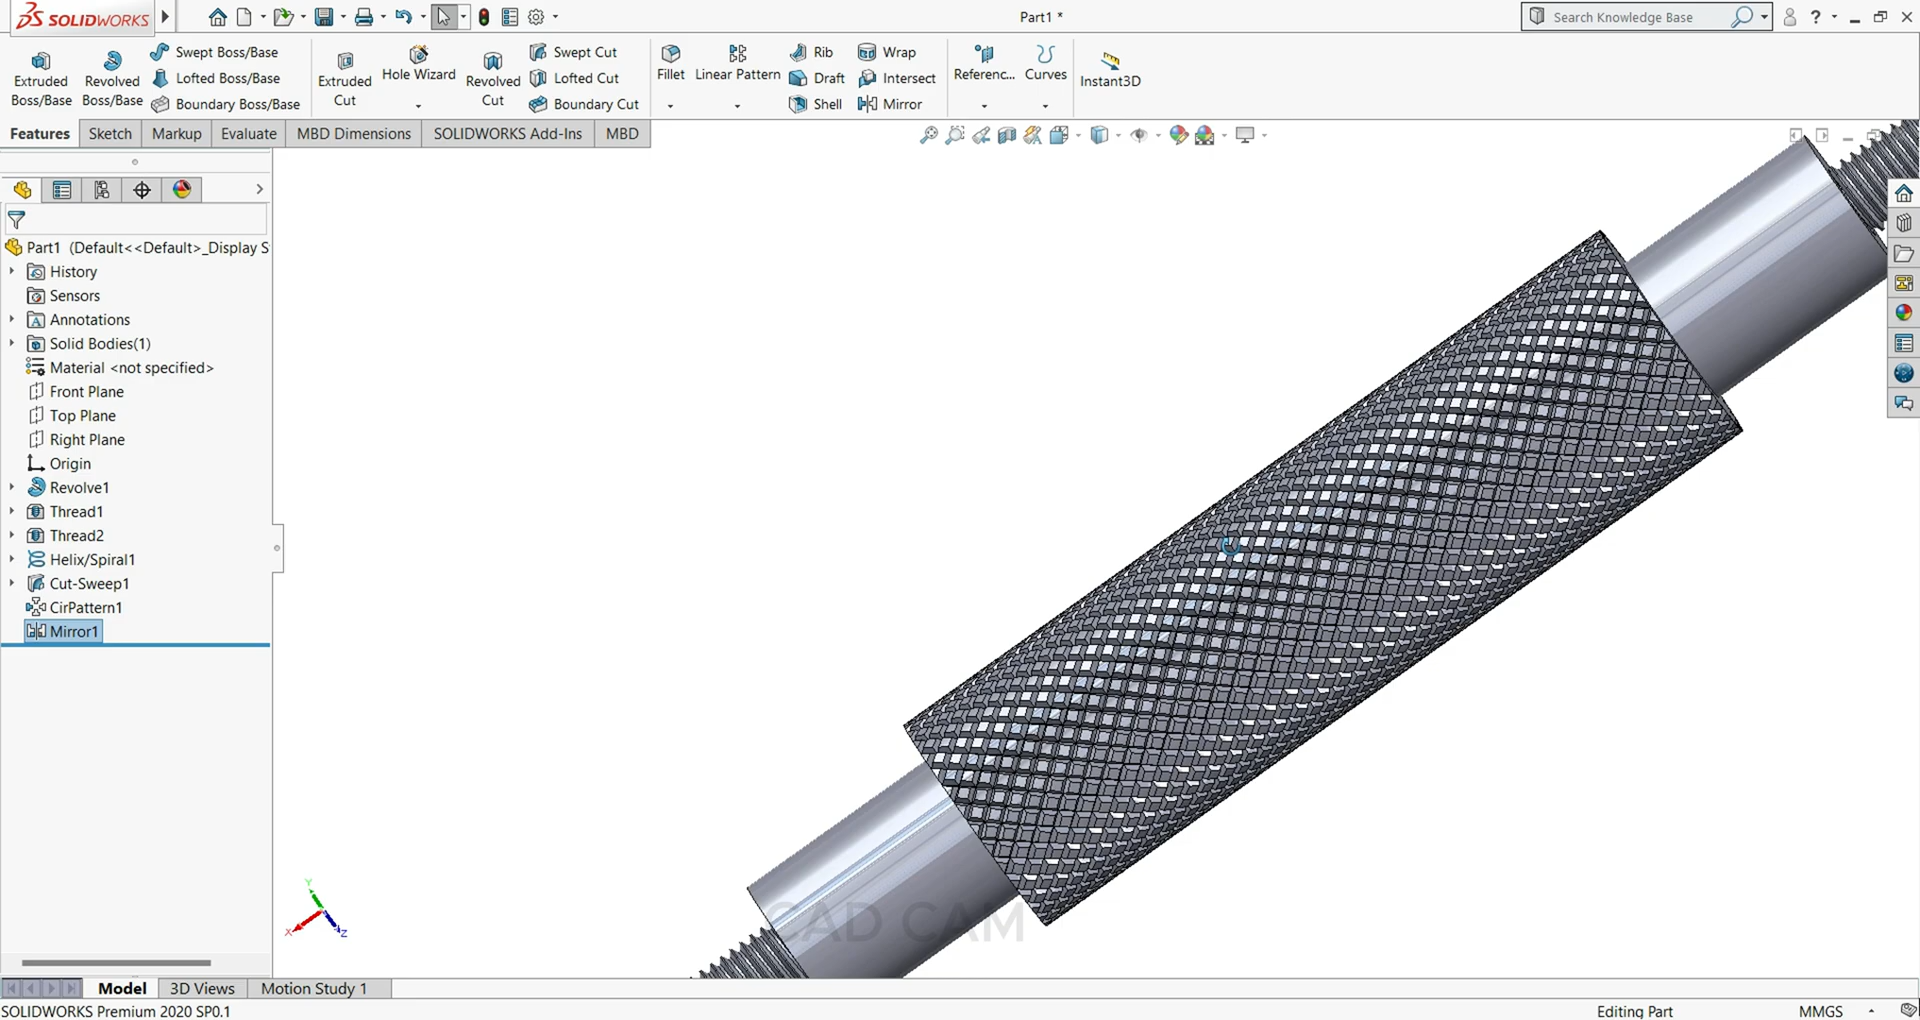 SOLIDWORKS
Part1 *
Search Knowledge Base
?
Extruded Boss/Base
Revolved Boss/Base
Swept Boss/Base
Lofted Boss/Base
Boundary Boss/Base
Extruded Cut
Hole Wizard
Revolved Cut
Swept Cut
Lofted Cut
Boundary Cut
Fillet
Linear Pattern
Rib
Draft
Shell
Wrap
Intersect
Mirror
Referenc...
Curves
Instant3D
Features
Sketch
Markup
Evaluate
MBD Dimensions
SOLIDWORKS Add-Ins
MBD
Part1 (Default<<Default>_Display S
History
Sensors
Annotations
Solid Bodies(1)
Material <not specified>
Front Plane
Top Plane
Right Plane
Origin
Revolve1
Thread1
Thread2
Helix/Spiral1
Cut-Sweep1
CirPattern1
Mirror1
Y
X
Z
CAD CAM
Model
3D Views
Motion Study 1
SOLIDWORKS Premium 2020 SP0.1
Editing Part
MMGS